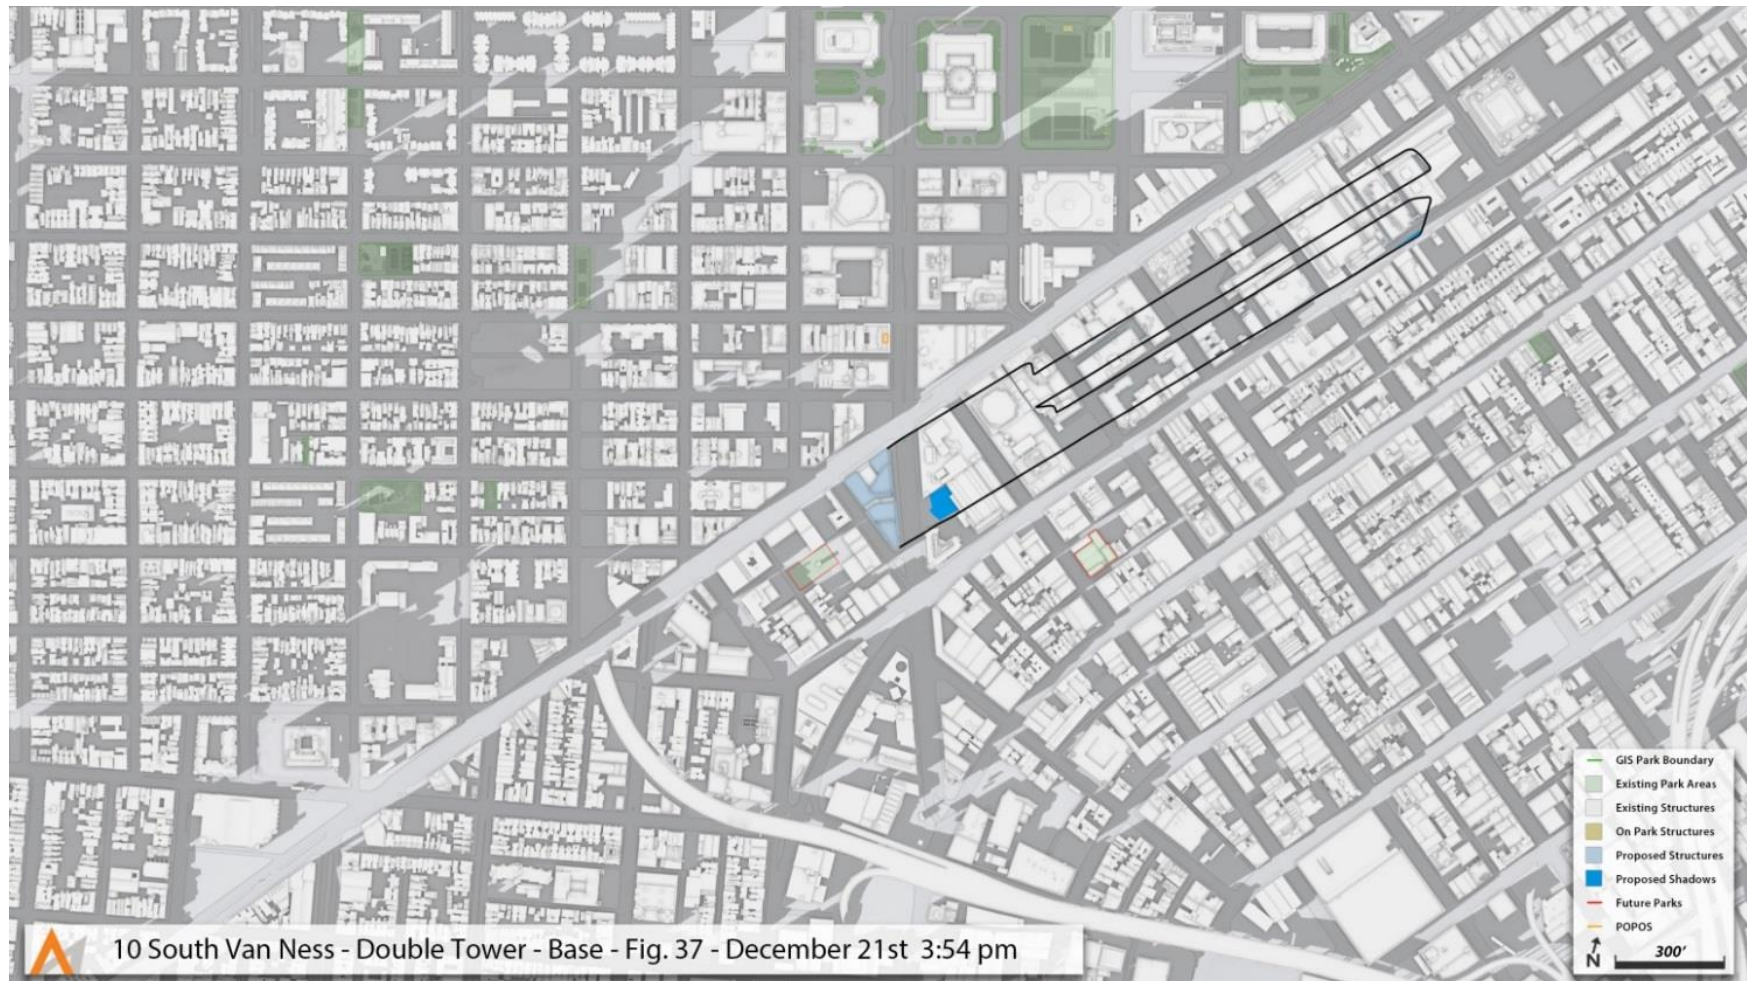 GIS Park Boundary
Existing Park Areas
Existing Structures
On Park Structures
Proposed Structures
Proposed Shadows
Future Parks
POPOS
N
300'
10 South Van Ness - Double Tower - Base - Fig. 37 - December 21st 3:54 pm